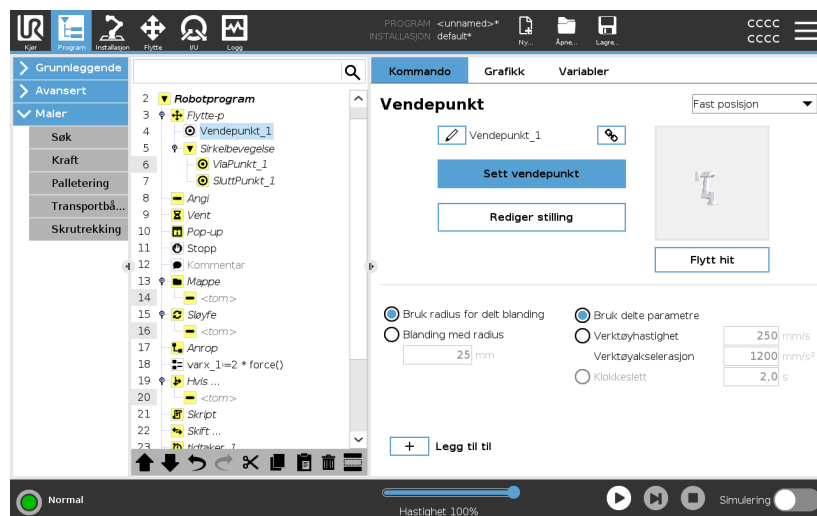 PROGRAM <unnamed>*
INSTALLASJON default*
CCCC
CCCC
Kjør
Program
Installasjon
Flytte
I/U
Logg
Ny...
Åpne...
Lagre...
Grunnleggende
Avansert
Maler
Søk
Kraft
Palletering
Transportbå...
Skrutrekking
2 Robotprogram
3 Flytte-p
4 Vendepunkt_1
5 Sirkelbevegelse
6 ViaPunkt_1
7 SluttPunkt_1
8 Angi
9 Vent
10 Pop-up
11 Stopp
12 Kommentar
13 Mappe
14 <tom>
15 Sløyfe
16 <tom>
17 Anrop
18 varx_1:=2 * force()
19 Hvis ...
20 <tom>
21 Skript
22 Skift ...
23 tidtaker_1
Kommando
Grafikk
Variabler
Vendepunkt
Fast posisjon
Vendepunkt_1
Sett vendepunkt
Rediger stilling
Flytt hit
Bruk radius for delt blanding
Blanding med radius
25 mm
Bruk delte parametre
Verktøyhastighet 250 mm/s
Verktøyakselerasjon 1200 mm/s²
Klokkeslett 2,0 s
+ Legg til til
Normal
Hastighet 100%
Simulering